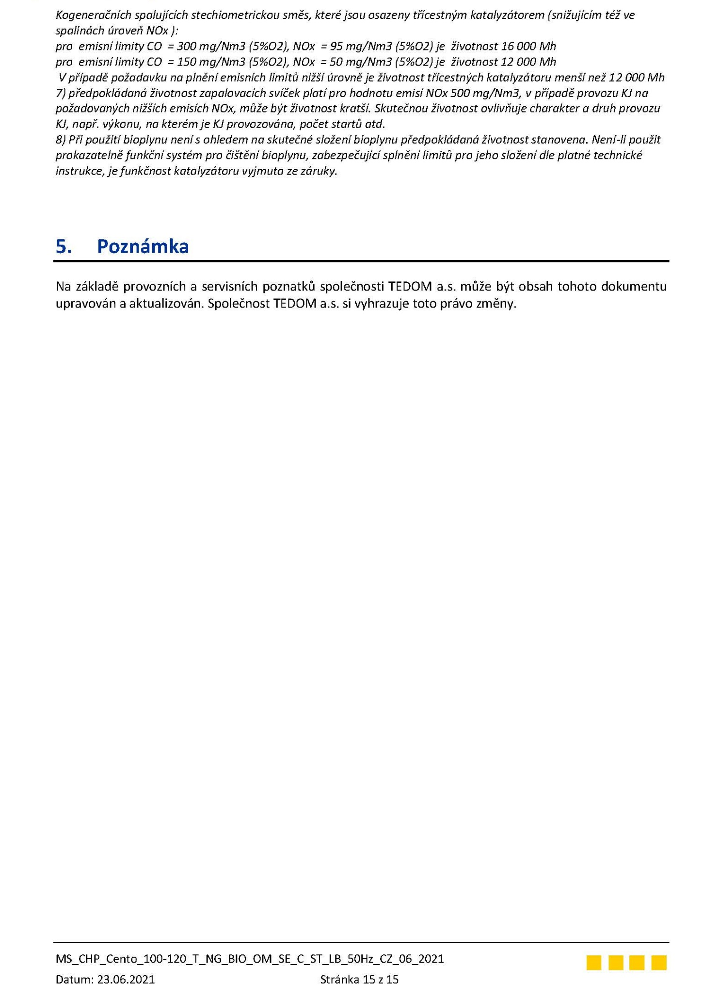 Kogeneračních spalujících stechiometrickou směs, které jsou osazeny třícestným katalyzátorem (snižujícím též ve
spalinách úroveň NOx ):
pro  emisní limity CO  = 300 mg/Nm3 (5%O2), NOx  = 95 mg/Nm3 (5%O2) je  životnost 16 000 Mh
pro  emisní limity CO  = 150 mg/Nm3 (5%O2), NOx  = 50 mg/Nm3 (5%O2) je  životnost 12 000 Mh
V případě požadavku na plnění emisních limitů nižší úrovně je životnost třícestných katalyzátoru menší než 12 000 Mh
7) předpokládaná životnost zapalovacích svíček platí pro hodnotu emisí NOx 500 mg/Nm3, v případě provozu KJ na
požadovaných nižších emisích NOx, může být životnost kratší. Skutečnou životnost ovlivňuje charakter a druh provozu
KJ, např. výkonu, na kterém je KJ provozována, počet startů atd.
8) Při použití bioplynu není s ohledem na skutečné složení bioplynu předpokládaná životnost stanovena. Není-li použit
prokazatelně funkční systém pro čištění bioplynu, zabezpečující splnění limitů pro jeho složení dle platné technické
instrukce, je funkčnost katalyzátoru vyjmuta ze záruky.
5. Poznámka
Na základě provozních a servisních poznatků společnosti TEDOM a.s. může být obsah tohoto dokumentu
upravován a aktualizován. Společnost TEDOM a.s. si vyhrazuje toto právo změny.
MS_CHP_Cento_100-120_T_NG_BIO_OM_SE_C_ST_LB_50Hz_CZ_06_2021
Datum: 23.06.2021 Stránka 15 z 15